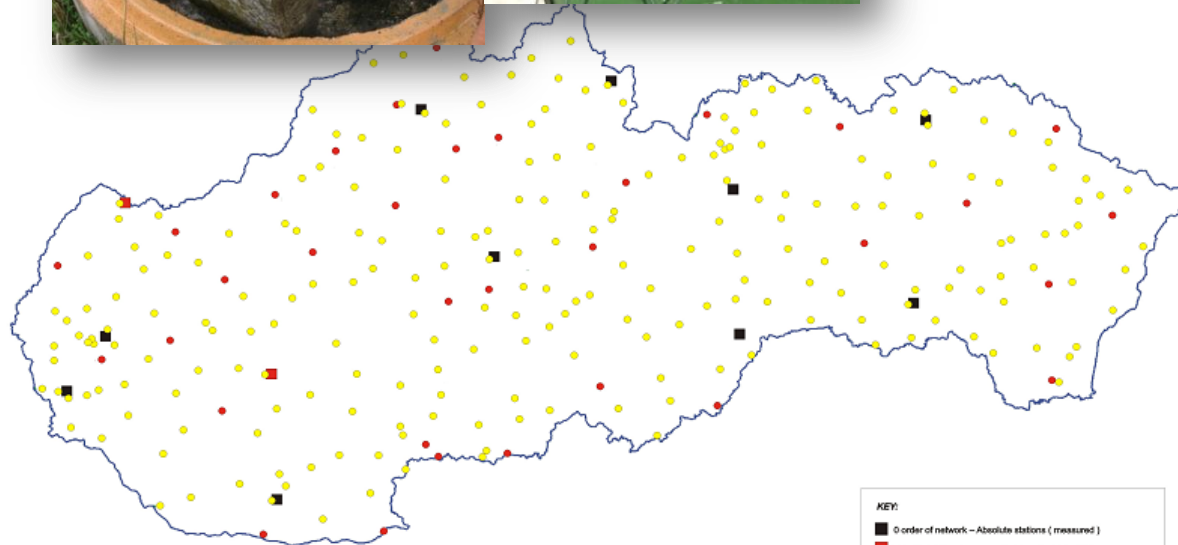 KEY:
0 order of network – Absolute stations ( measured )